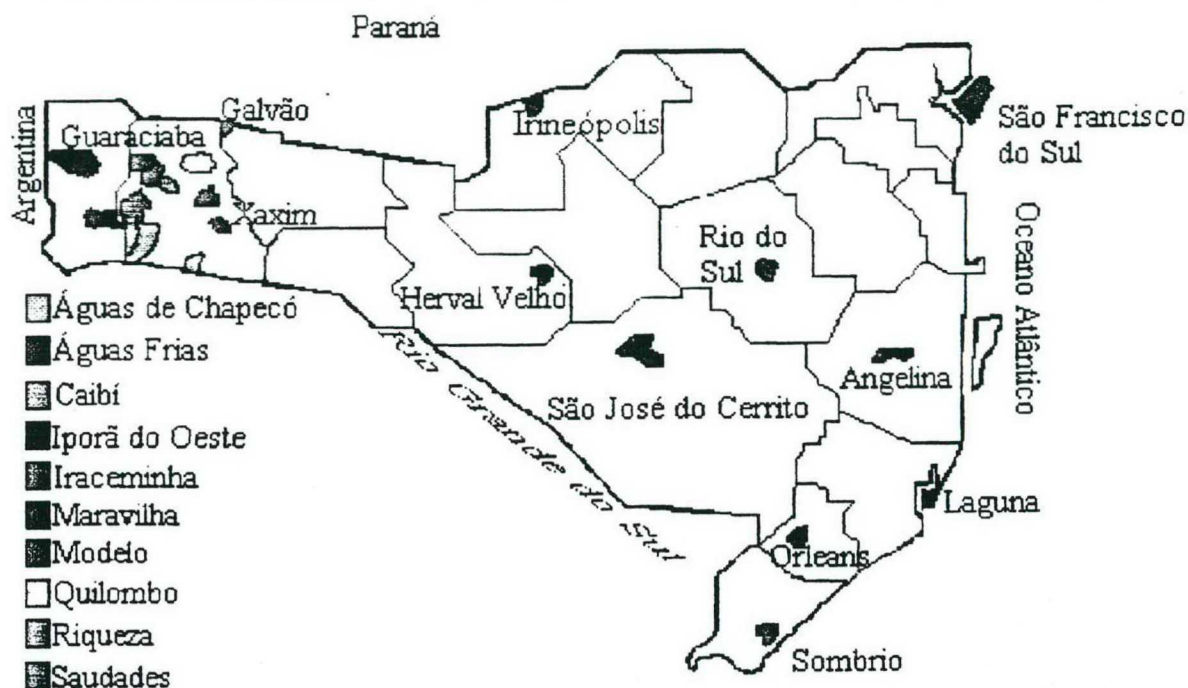 Paraná
Argentina
Galvão
Guaraciaba
Irineópolis
São Francisco
do Sul
Xaxim
Rio do
Sul
Oceano Atlântico
Herval Velho
Águas de Chapecó
Águas Frias
Caibí
Iporã do Oeste
Iraceminha
Maravilha
Modelo
Quilombo
Riqueza
Saudades
Rio Grande do Sul
São José do Cerrito
Angelina
Laguna
Orleans
Sombrio